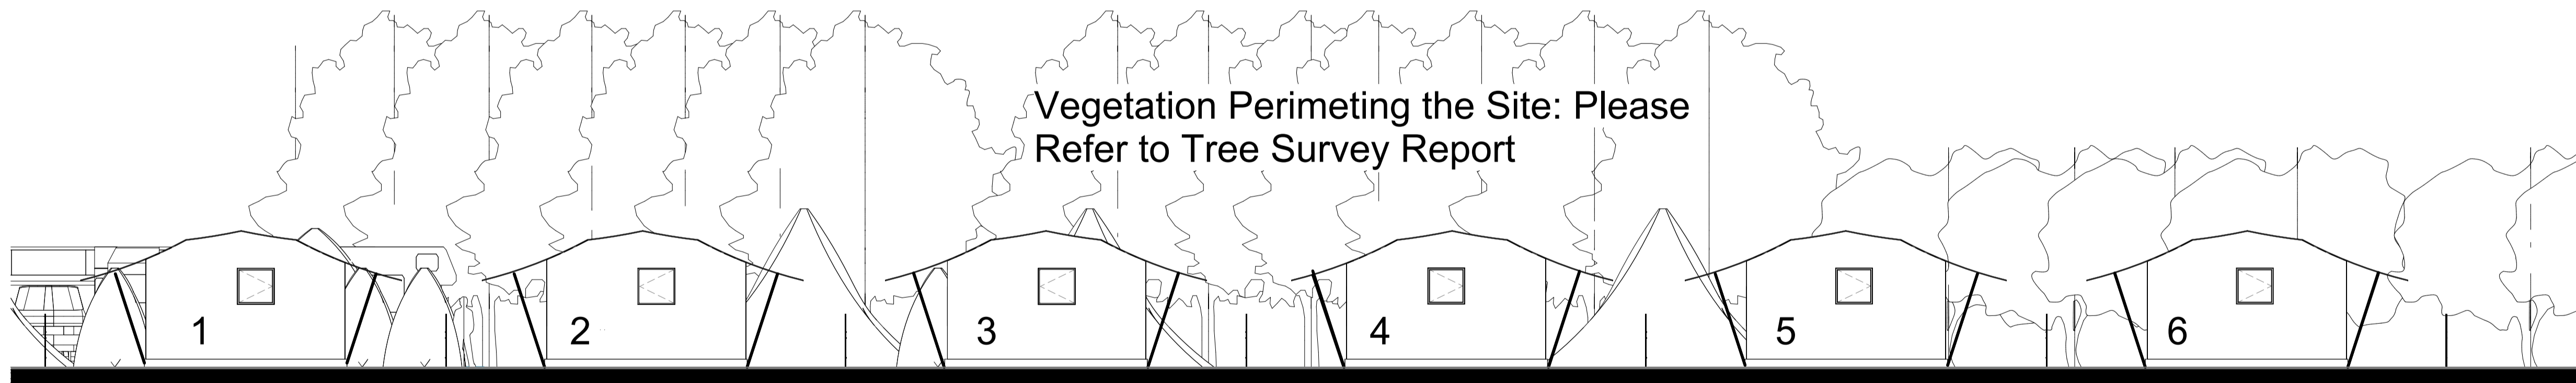 Vegetation Perimeting the Site: Please
Refer to Tree Survey Report
1 2 3 4 5 6